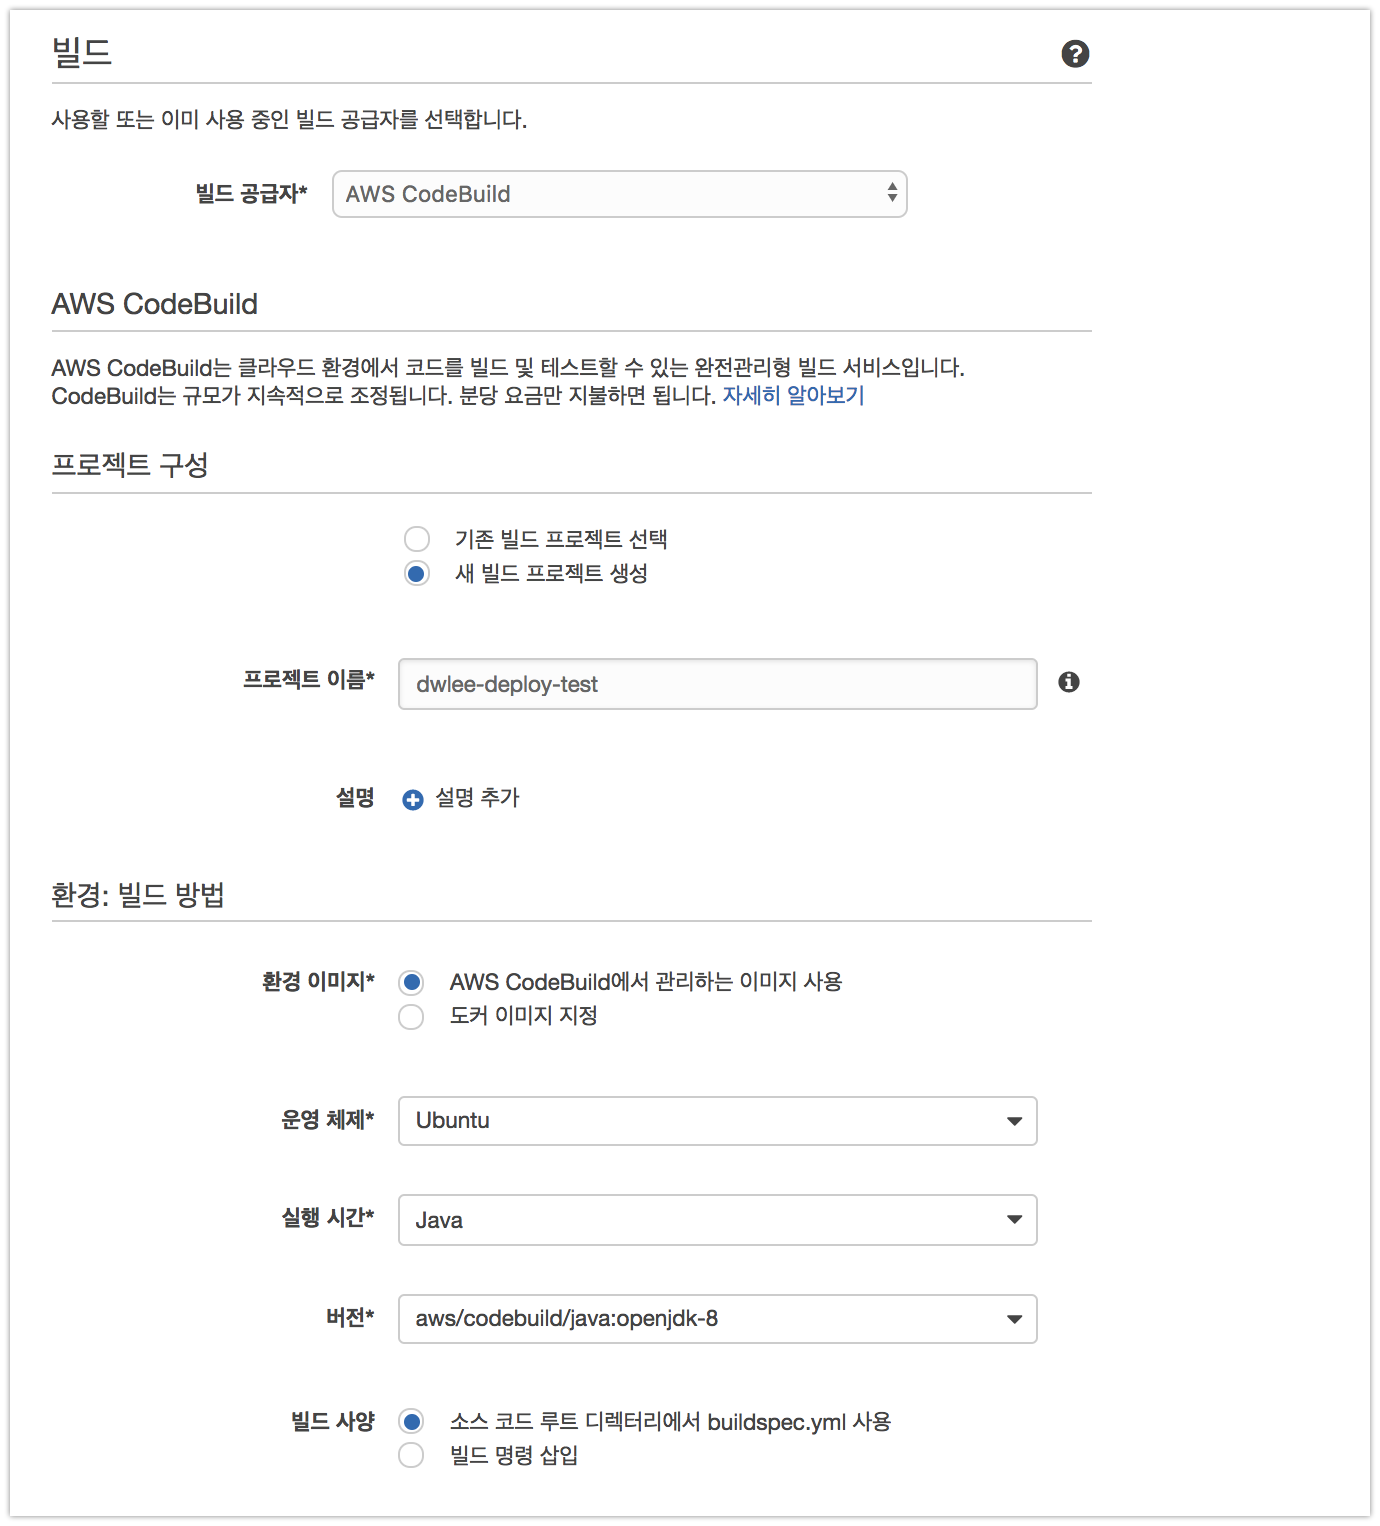 빌드
사용할 또는 이미 사용 중인 빌드 공급자를 선택합니다.
빌드 공급자* AWS CodeBuild
AWS CodeBuild
AWS CodeBuild는 클라우드 환경에서 코드를 빌드 및 테스트할 수 있는 완전관리형 빌드 서비스입니다.
CodeBuild는 규모가 지속적으로 조정됩니다. 분당 요금만 지불하면 됩니다. 자세히 알아보기
프로젝트 구성
기존 빌드 프로젝트 선택
새 빌드 프로젝트 생성
프로젝트 이름* dwlee-deploy-test
설명 설명 추가
환경: 빌드 방법
환경 이미지* AWS CodeBuild에서 관리하는 이미지 사용
도커 이미지 지정
운영 체제* Ubuntu
실행 시간* Java
버전* aws/codebuild/java:openjdk-8
빌드 사양 소스 코드 루트 디렉터리에서 buildspec.yml 사용
빌드 명령 삽입